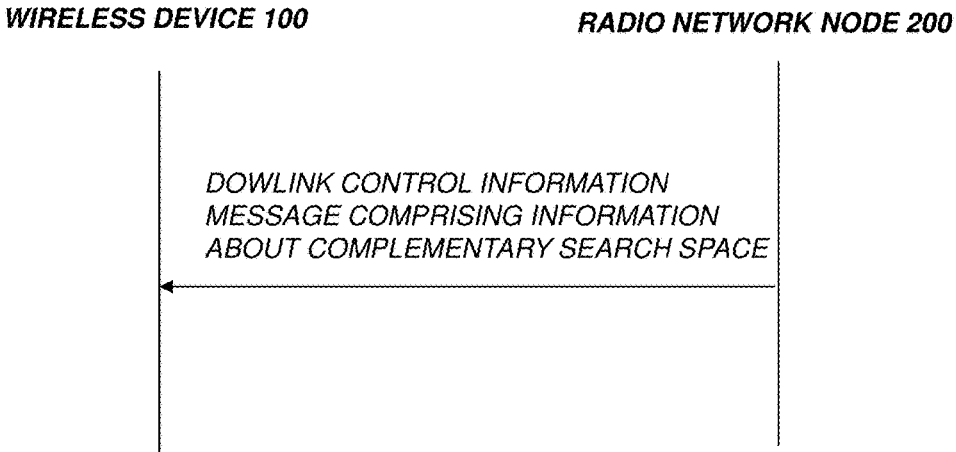 WIRELESS DEVICE 100
RADIO NETWORK NODE 200
DOWLINK CONTROL INFORMATION
MESSAGE COMPRISING INFORMATION
ABOUT COMPLEMENTARY SEARCH SPACE